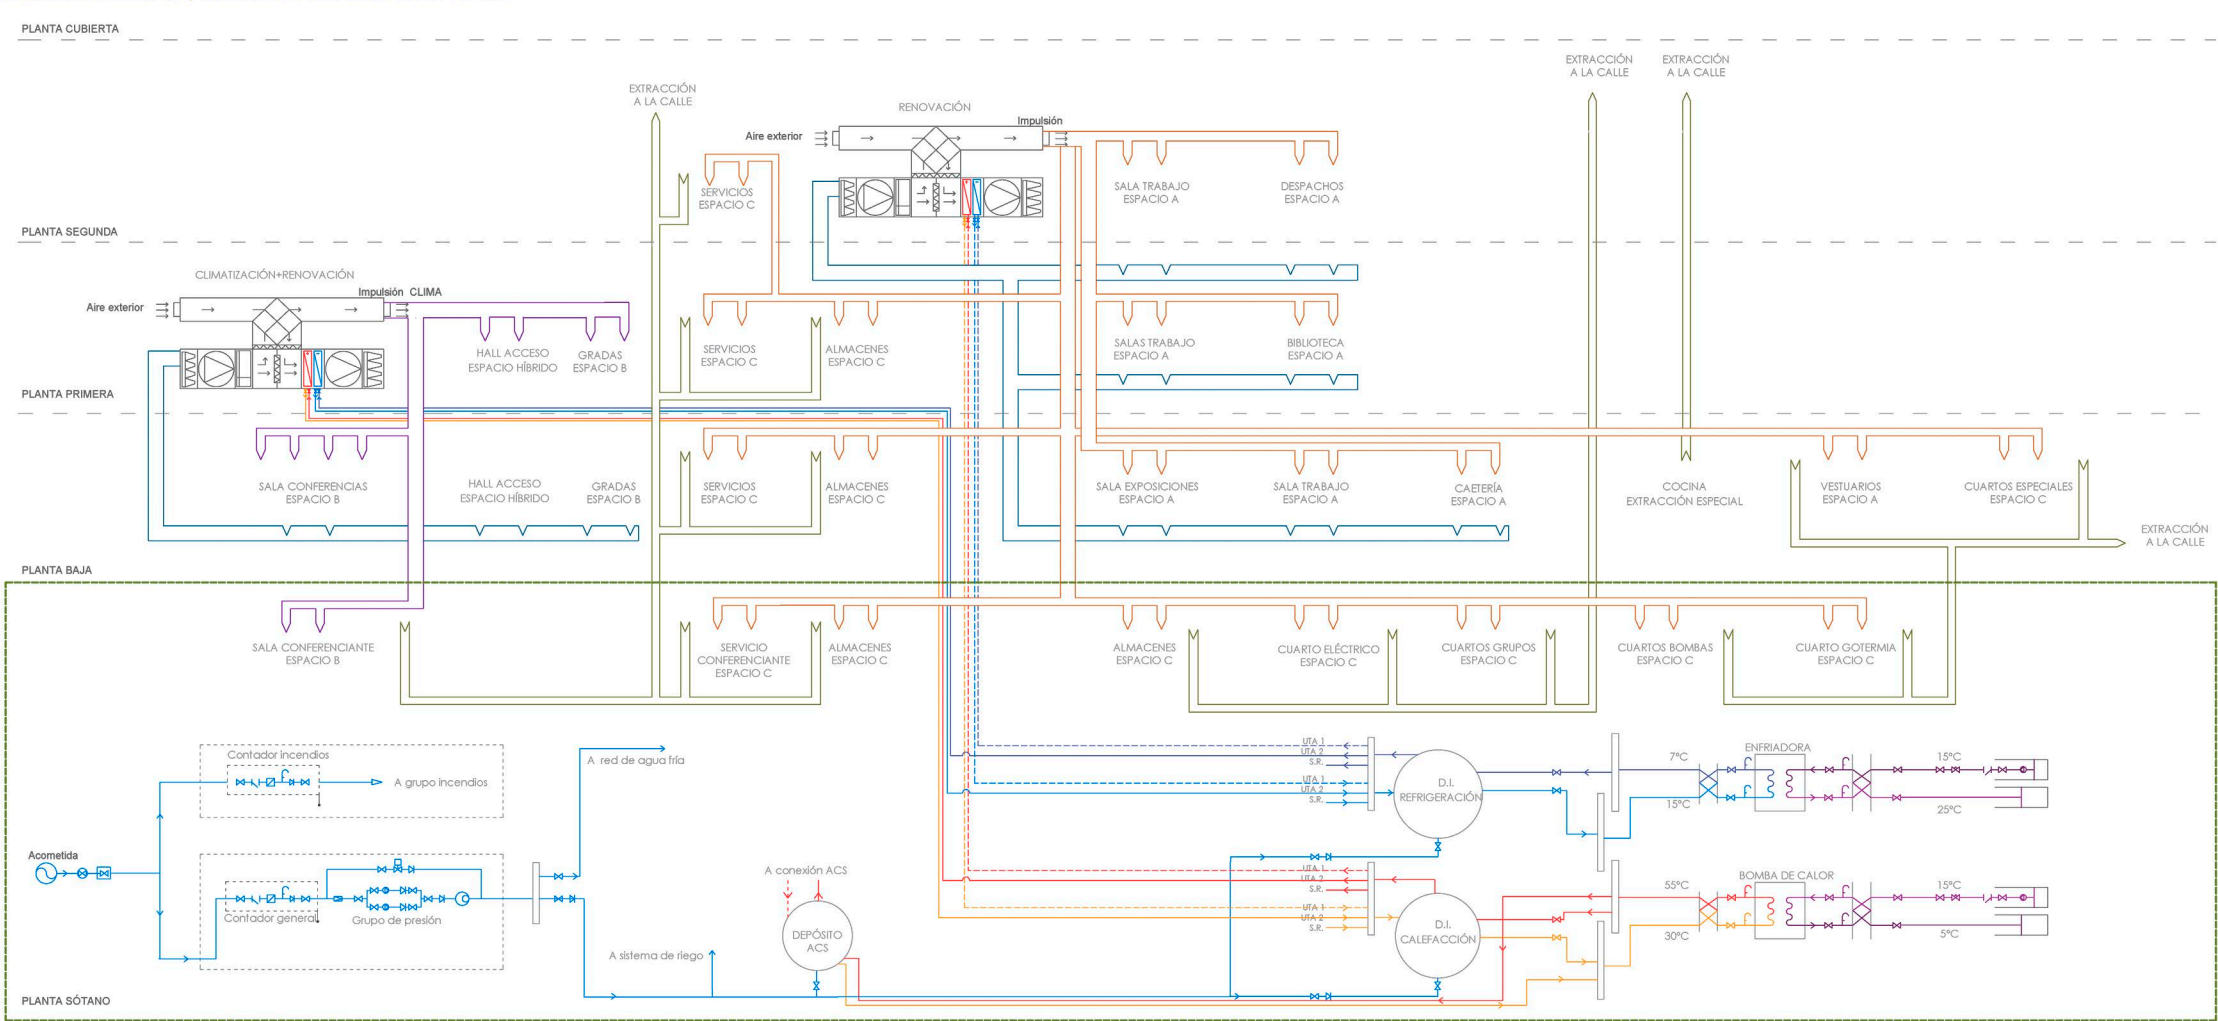 PLANTA CUBIERTA
EXTRACCIÓN
A LA CALLE
EXTRACCIÓN
A LA CALLE
EXTRACCIÓN
A LA CALLE
RENOVACIÓN
Impulsión
Aire exterior
SERVICIOS
ESPACIO C
SALA TRABAJO
ESPACIO A
DESPACHOS
ESPACIO A
PLANTA SEGUNDA
CLIMATIZACIÓN+RENOVACIÓN
Impulsión CLIMA
Aire exterior
HALL ACCESO
ESPACIO HÍBRIDO
GRADAS
ESPACIO B
SERVICIOS
ESPACIO C
ALMACENES
ESPACIO C
SALAS TRABAJO
ESPACIO A
BIBLIOTECA
ESPACIO A
PLANTA PRIMERA
SALA CONFERENCIAS
ESPACIO B
HALL ACCESO
ESPACIO HÍBRIDO
GRADAS
ESPACIO B
SERVICIOS
ESPACIO C
ALMACENES
ESPACIO C
SALA EXPOSICIONES
ESPACIO A
SALA TRABAJO
ESPACIO A
CAETERÍA
ESPACIO A
COCINA
EXTRACCIÓN ESPECIAL
VESTUARIOS
ESPACIO A
CUARTOS ESPECIALES
ESPACIO C
EXTRACCIÓN
A LA CALLE
PLANTA BAJA
SALA CONFERENCIANTE
ESPACIO B
SERVICIO
CONFERENCIANTE
ESPACIO C
ALMACENES
ESPACIO C
ALMACENES
ESPACIO C
CUARTO ELÉCTRICO
ESPACIO C
CUARTOS GRUPOS
ESPACIO C
CUARTOS BOMBAS
ESPACIO C
CUARTO GOTERMIA
ESPACIO C
Contador incendios
A grupo incendios
A red de agua fría
UTA 1
UTA 2
S.R.
UTA 1
UTA 2
S.R.
D.I.
REFRIGERACIÓN
7ºC
15ºC
ENFRIADORA
15ºC
25ºC
Acometida
Contador general
Grupo de presión
A conexión ACS
DEPÓSITO
ACS
A sistema de riego
UTA 1
UTA 2
S.R.
UTA 1
UTA 2
S.R.
D.I.
CALEFACCIÓN
55ºC
30ºC
BOMBA DE CALOR
15ºC
5ºC
PLANTA SÓTANO